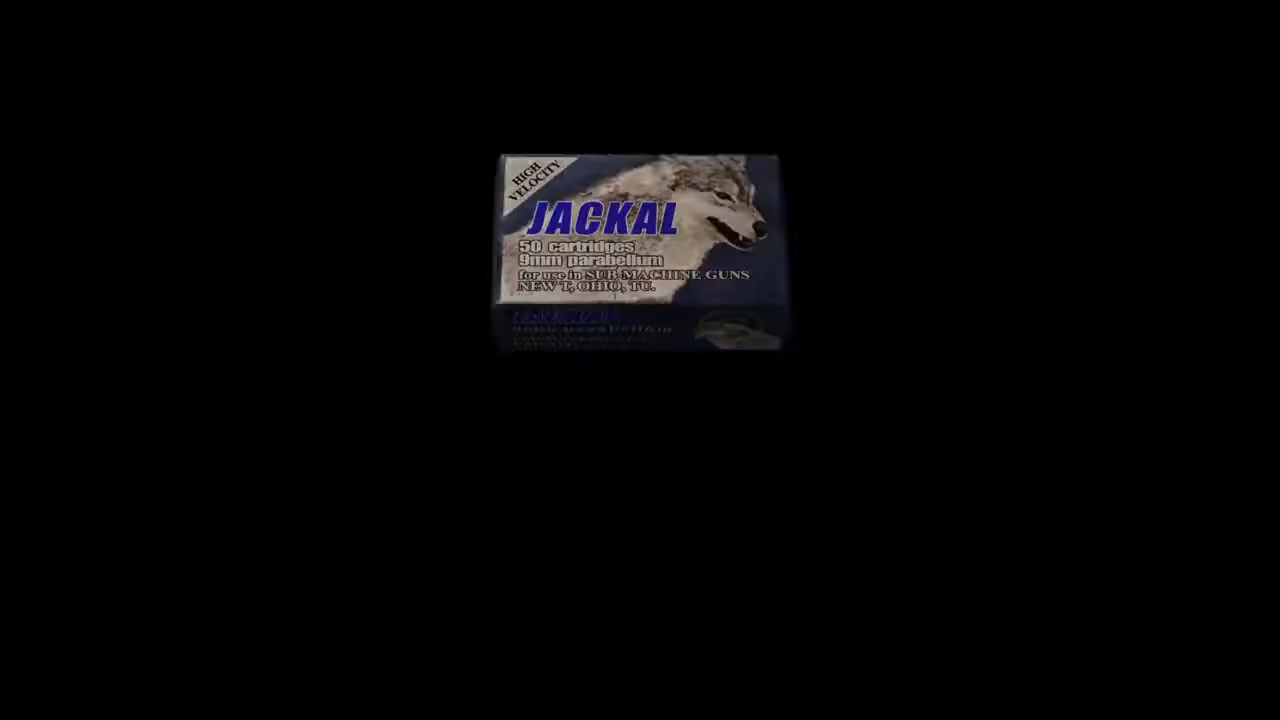 HIGH
VELOCITY
JACKAL
50 cartridges
9mm parabellum
for use in SUB-MACHINE GUNS
NEW T, OHIO, TU.